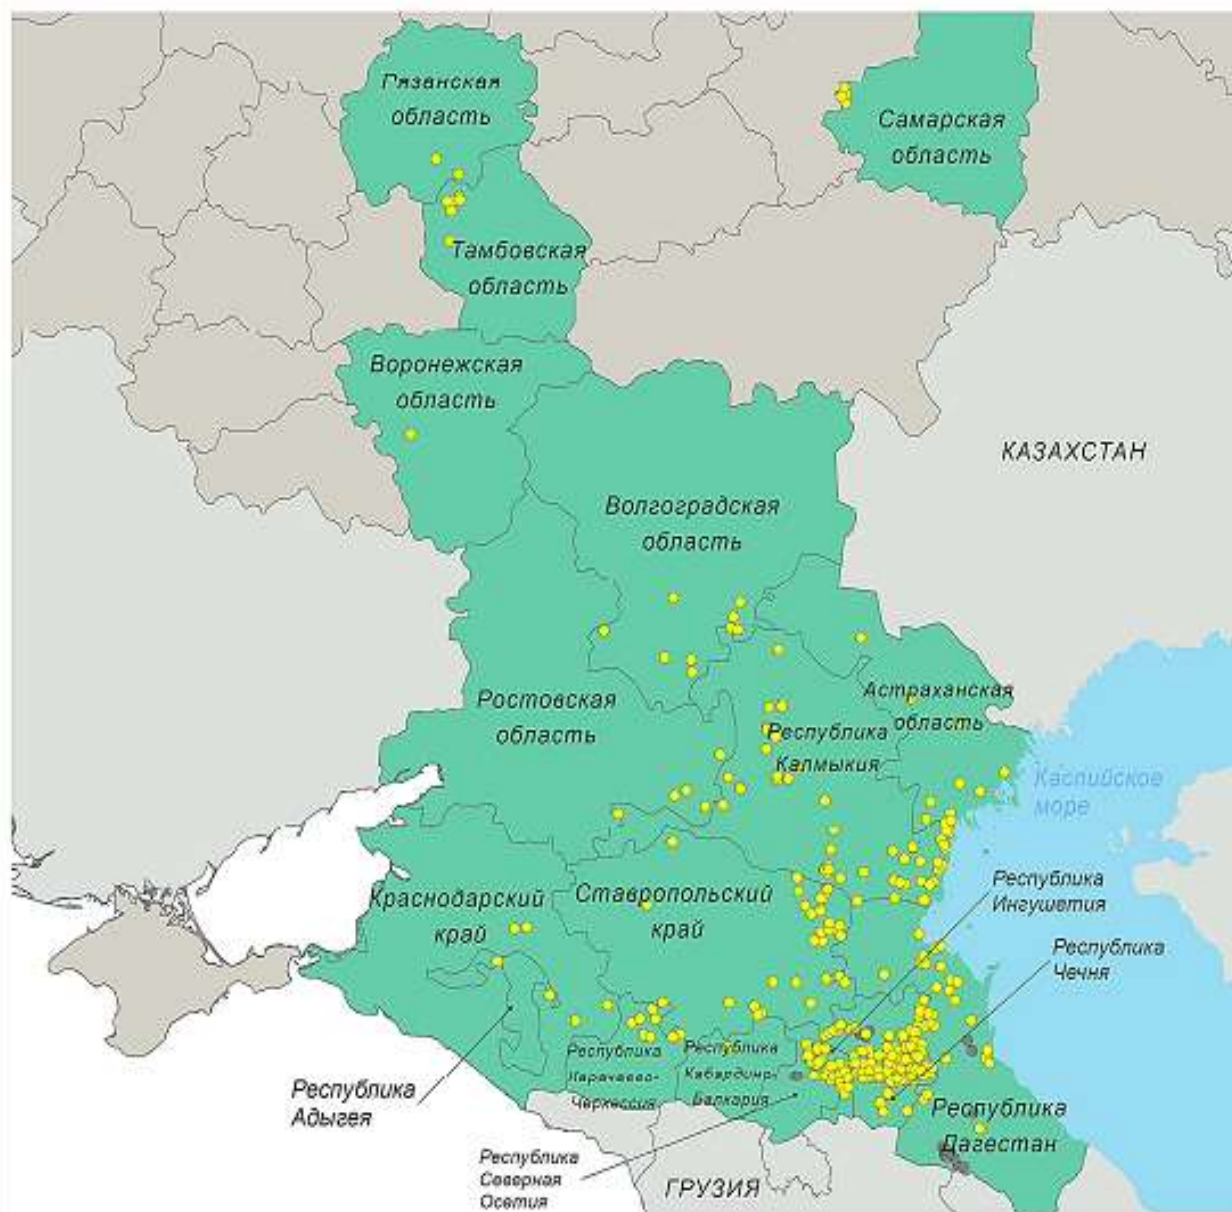 Рязанская
область
Самарская
область
Тамбовская
область
Воронежская
область
КАЗАХСТАН
Волгоградская
область
Ростовская
область
Астраханская
область
Республика
Калмыкия
Каспийское
море
Республика
Ингушетия
Краснодарский
край
Ставропольский
край
Республика
Чечня
Республика
Карачаево-
Черкессия
Республика
Кабардино-
Балкария
Республика
Адыгея
Республика
Дагестан
Республика
Северная
Осетия
ГРУЗИЯ